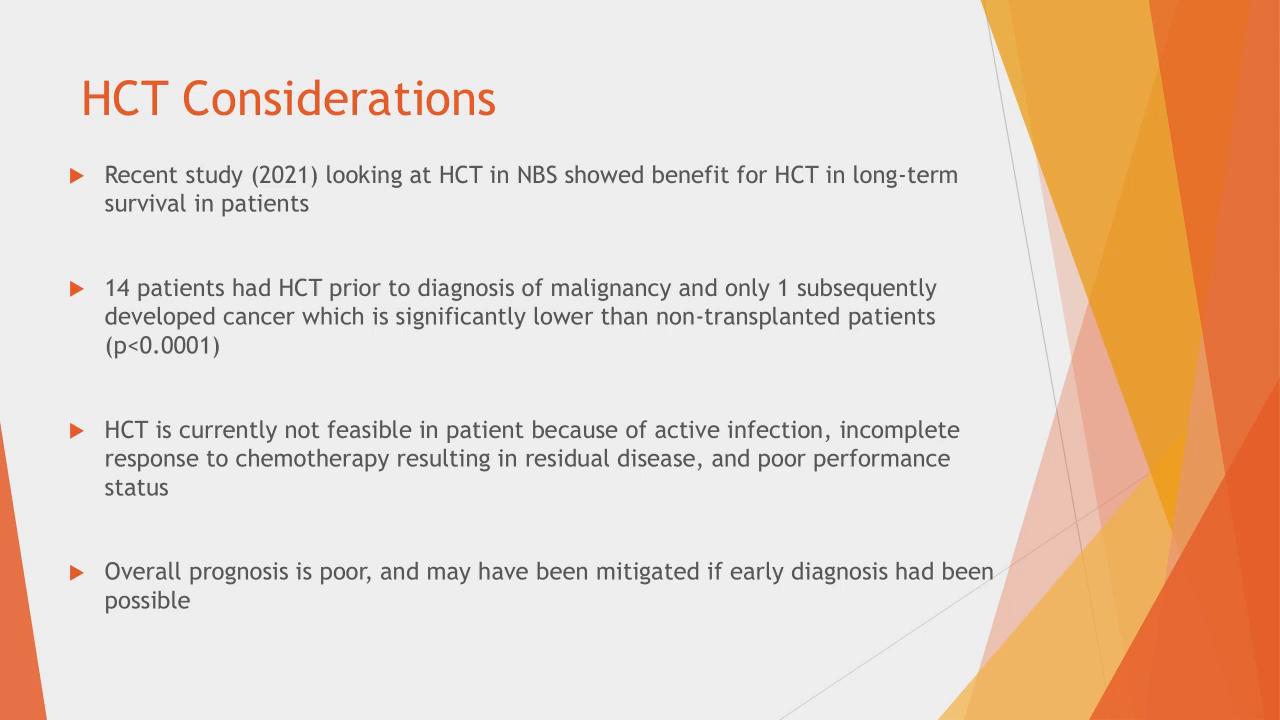 HCT Considerations
Recent study (2021) looking at HCT in NBS showed benefit for HCT in long-term
survival in patients
14 patients had HCT prior to diagnosis of malignancy and only 1 subsequently
developed cancer which is significantly lower than non-transplanted patients
(p<0.0001)
HCT is currently not feasible in patient because of active infection, incomplete
response to chemotherapy resulting in residual disease, and poor performance
status
Overall prognosis is poor, and may have been mitigated if early diagnosis had been
possible